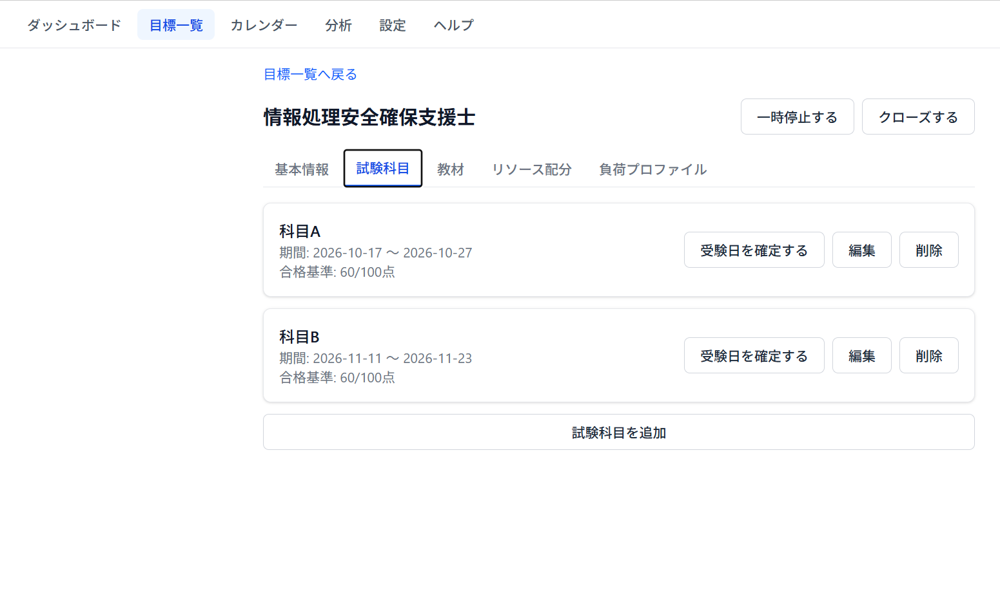 ダッシュボード 目標一覧 カレンダー 分析 設定 ヘルプ
目標一覧へ戻る
情報処理安全確保支援士 一時停止する クローズする
基本情報 試験科目 教材 リソース配分 負荷プロファイル
科目A
期間: 2026-10-17 〜 2026-10-27
合格基準: 60/100点
受験日を確定する 編集 削除
科目B
期間: 2026-11-11 〜 2026-11-23
合格基準: 60/100点
受験日を確定する 編集 削除
試験科目を追加